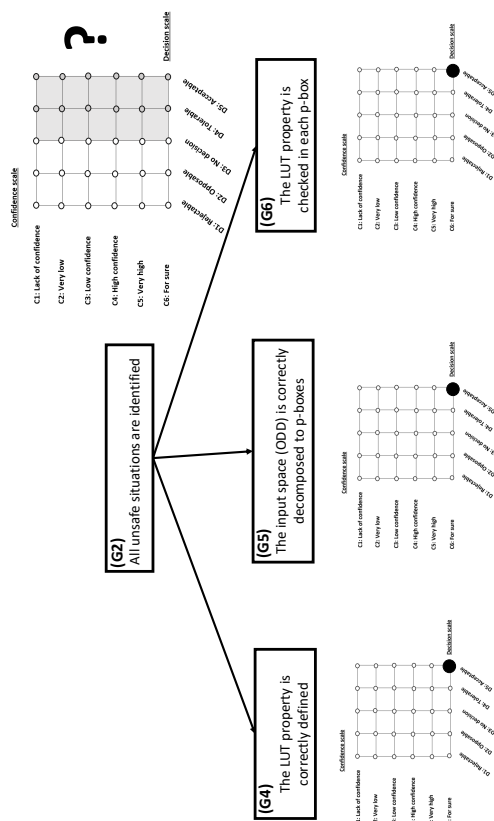 (G2)
All unsafe situations are identified
Confidence scale
C1: Lack of confidence
C2: Very low
C3: Low confidence
C4: High confidence
C5: Very high
C6: For sure
D1: Rejectable
D2: Opposable
D3: No decision
D4: Tolerable
D5: Acceptable
Decision scale
?
(G4)
The LUT property is
correctly defined
(G5)
The input space (ODD) is correctly
decomposed to p-boxes
(G6)
The LUT property is
checked in each p-box
Confidence scale
Lack of confidence
Very low
Low confidence
High confidence
Very high
For sure
D1: Rejectable
D2: Opposable
D3: No decision
D4: Tolerable
D5: Acceptable
Decision scale
Confidence scale
C1: Lack of confidence
C2: Very low
C3: Low confidence
C4: High confidence
C5: Very high
C6: For sure
D1: Rejectable
D2: Opposable
No decision
D4: Tolerable
D5: Acceptable
Decision scale
Confidence scale
C1: Lack of confidence
C2: Very low
C3: Low confidence
C4: High confidence
C5: Very high
C6: For sure
D1: Rejectable
D2: Opposable
No decision
D4: Tolerable
D5: Acceptable
Decision scale